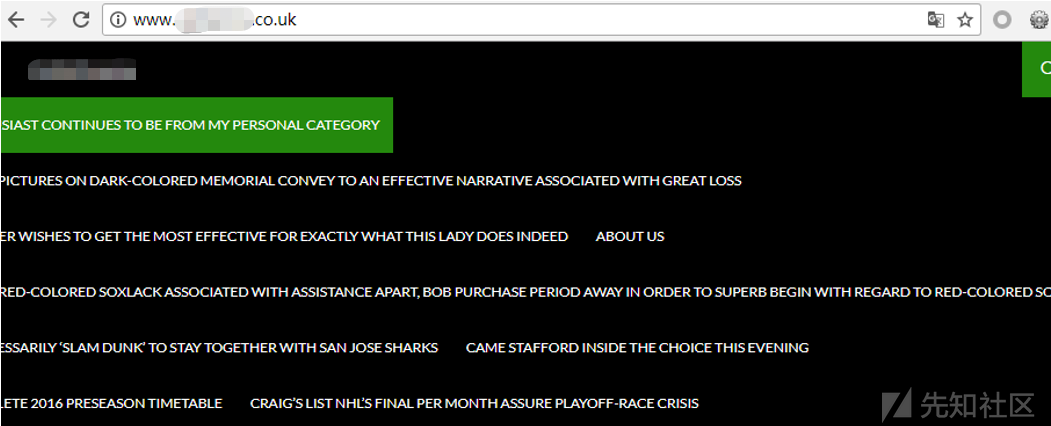 www. .co.uk
SIAST CONTINUES TO BE FROM MY PERSONAL CATEGORY
PICTURES ON DARK-COLORED MEMORIAL CONVEY TO AN EFFECTIVE NARRATIVE ASSOCIATED WITH GREAT LOSS
ER WISHES TO GET THE MOST EFFECTIVE FOR EXACTLY WHAT THIS LADY DOES INDEED ABOUT US
RED-COLORED SOXLACK ASSOCIATED WITH ASSISTANCE APART, BOB PURCHASE PERIOD AWAY IN ORDER TO SUPERB BEGIN WITH REGARD TO RED-COLORED SO
ESSARILY ‘SLAM DUNK’ TO STAY TOGETHER WITH SAN JOSE SHARKS CAME STAFFORD INSIDE THE CHOICE THIS EVENING
LETE 2016 PRESEASON TIMETABLE CRAIG’S LIST NHL’S FINAL PER MONTH ASSURE PLAYOFF-RACE CRISIS
先知社区